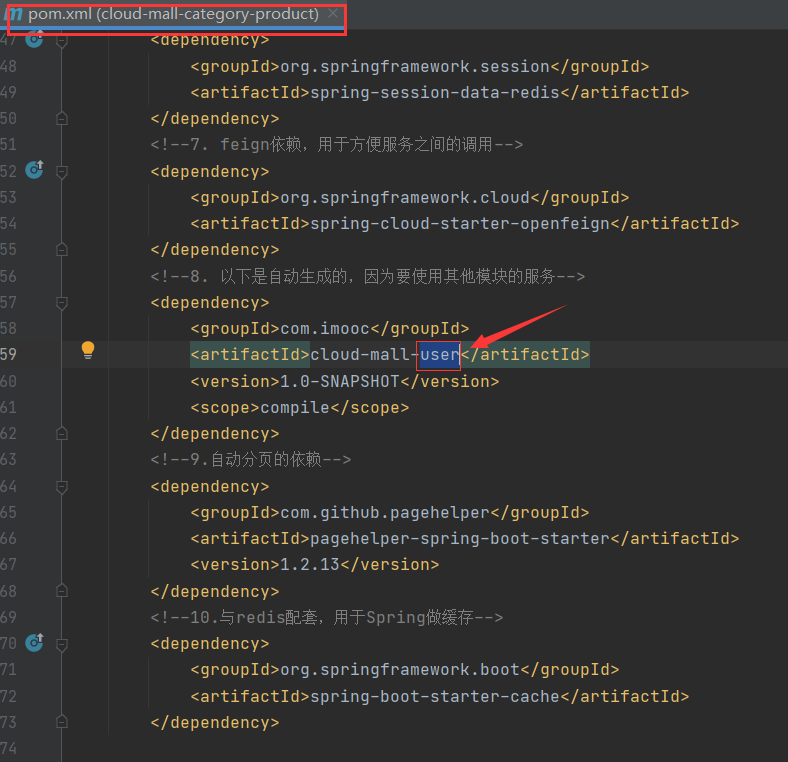 pom.xml (cloud-mall-category-product)
47 <dependency>
48 <groupId>org.springframework.session</groupId>
49 <artifactId>spring-session-data-redis</artifactId>
50 </dependency>
51 <!--7. feign依赖，用于方便服务之间的调用-->
52 <dependency>
53 <groupId>org.springframework.cloud</groupId>
54 <artifactId>spring-cloud-starter-openfeign</artifactId>
55 </dependency>
56 <!--8. 以下是自动生成的，因为要使用其他模块的服务-->
57 <dependency>
58 <groupId>com.imooc</groupId>
59 <artifactId>cloud-mall-user</artifactId>
60 <version>1.0-SNAPSHOT</version>
61 <scope>compile</scope>
62 </dependency>
63 <!--9.自动分页的依赖-->
64 <dependency>
65 <groupId>com.github.pagehelper</groupId>
66 <artifactId>pagehelper-spring-boot-starter</artifactId>
67 <version>1.2.13</version>
68 </dependency>
69 <!--10.与redis配套，用于Spring做缓存-->
70 <dependency>
71 <groupId>org.springframework.boot</groupId>
72 <artifactId>spring-boot-starter-cache</artifactId>
73 </dependency>
74